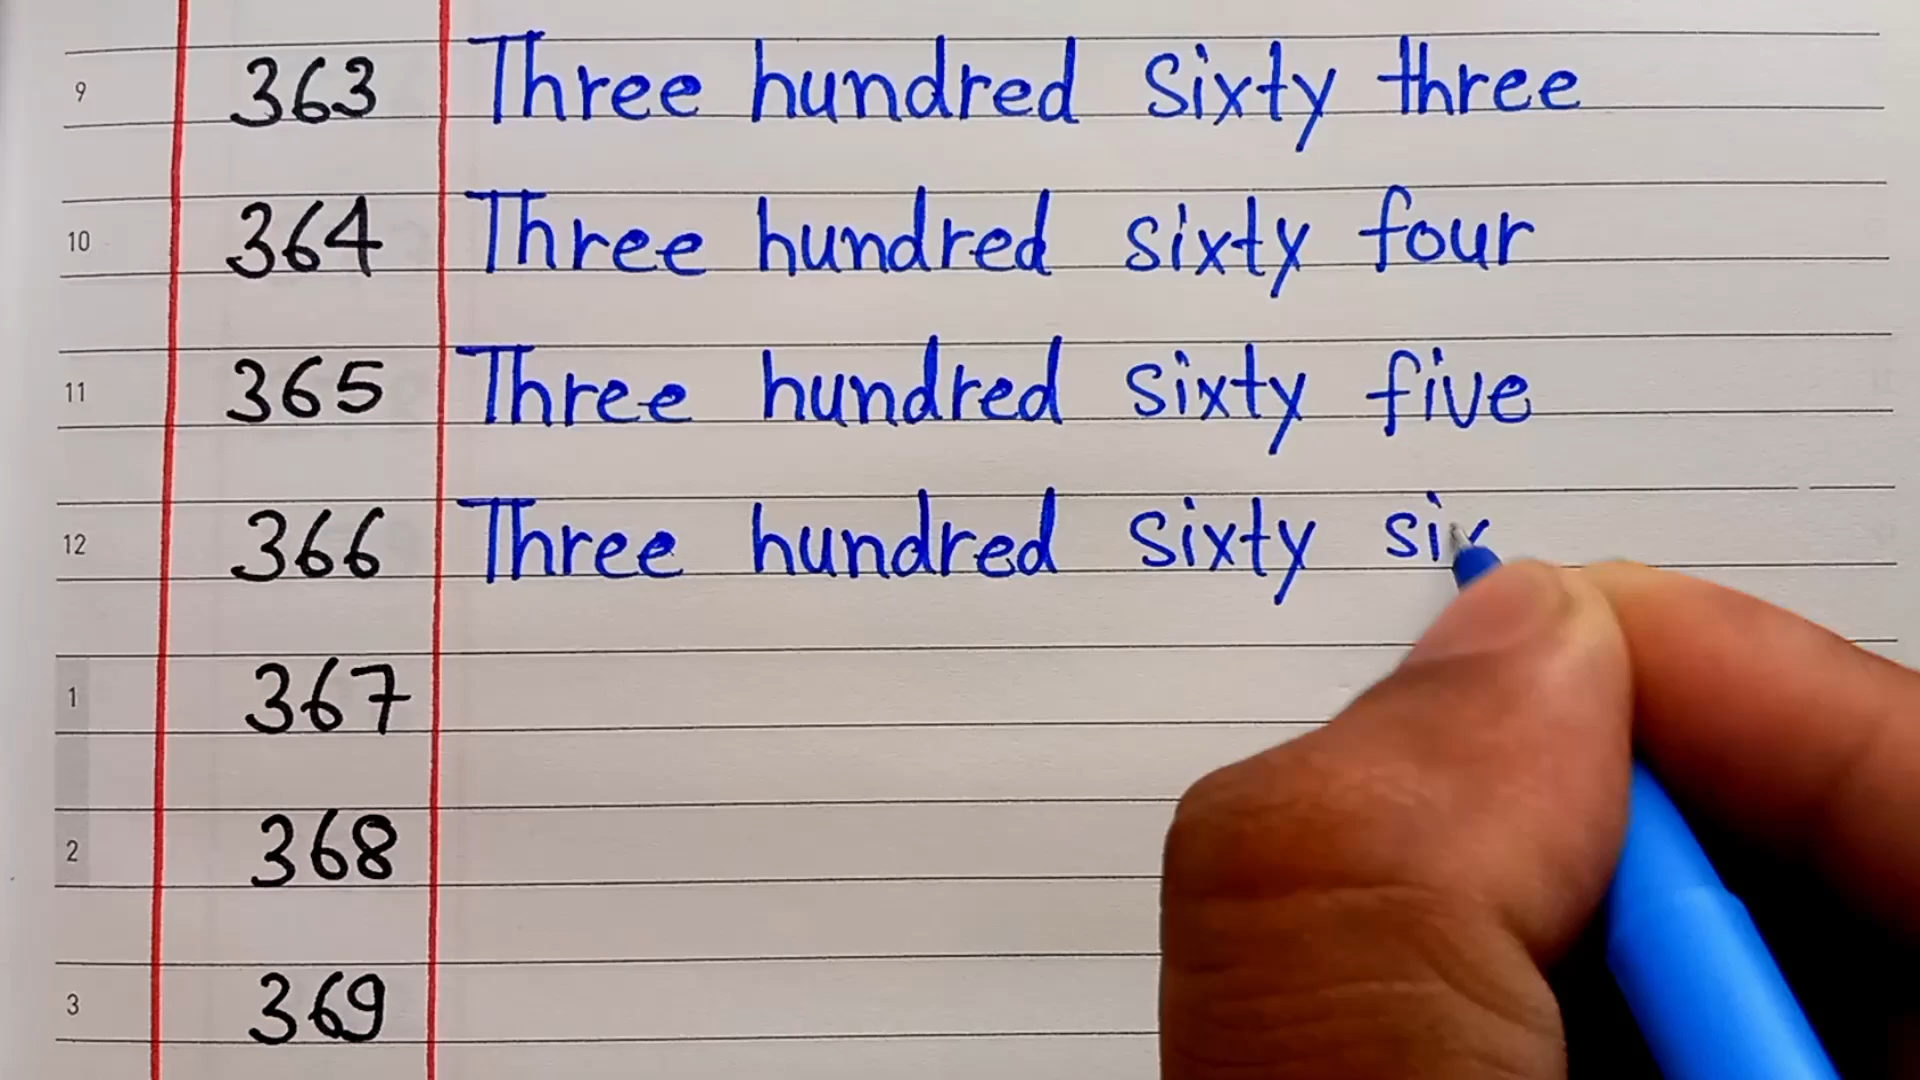 9 363 Three hundred sixty three
10 364 Three hundred sixty four
11 365 Three hundred sixty five
12 366 Three hundred sixty six
1 367
2 368
3 369